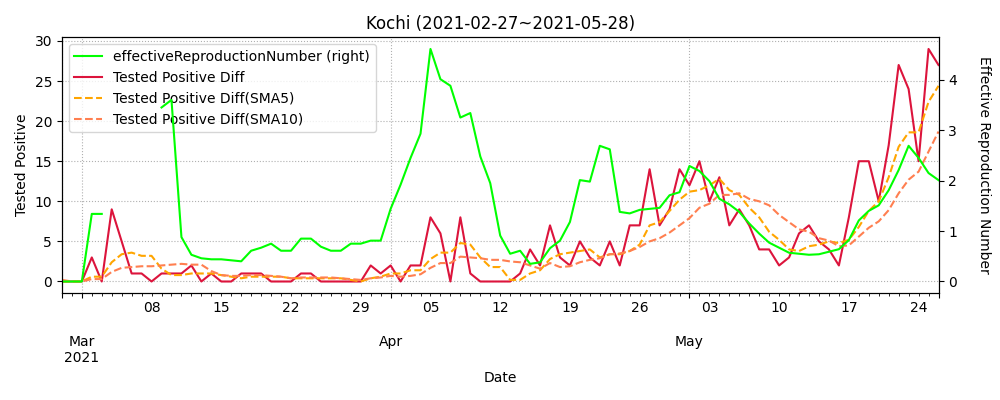 Kochi (2021-02-27~2021-05-28)
effectiveReproductionNumber (right)
Tested Positive Diff
Tested Positive Diff(SMA5)
Tested Positive Diff(SMA10)
Tested Positive
30
25
20
15
10
5
0
Effective Reproduction Number
4
3
2
1
0
08 15 22 29 05 12 19 26 03 10 17 24
Mar Apr May
2021
Date